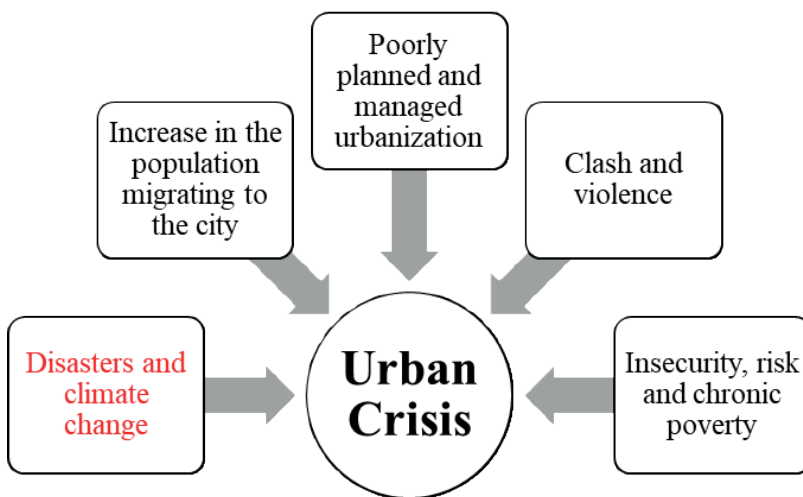 Poorly
planned and
managed
urbanization
Increase in the
population
migrating to
the city
Clash and
violence
Disasters and
climate
change
Urban
Crisis
Insecurity, risk
and chronic
poverty